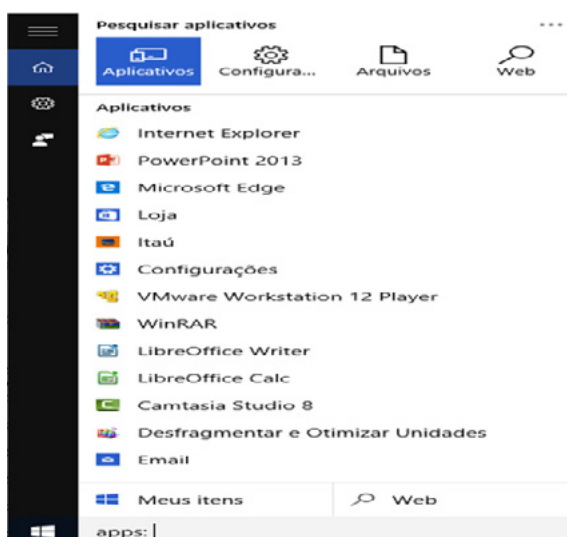 Pesquisar aplicativos ...
Aplicativos Configura... Arquivos Web
Aplicativos
Internet Explorer
PowerPoint 2013
Microsoft Edge
Loja
Itaú
Configurações
VMware Workstation 12 Player
WinRAR
LibreOffice Writer
LibreOffice Calc
Camtasia Studio 8
Desfragmentar e Otimizar Unidades
Email
Meus itens Web
apps: